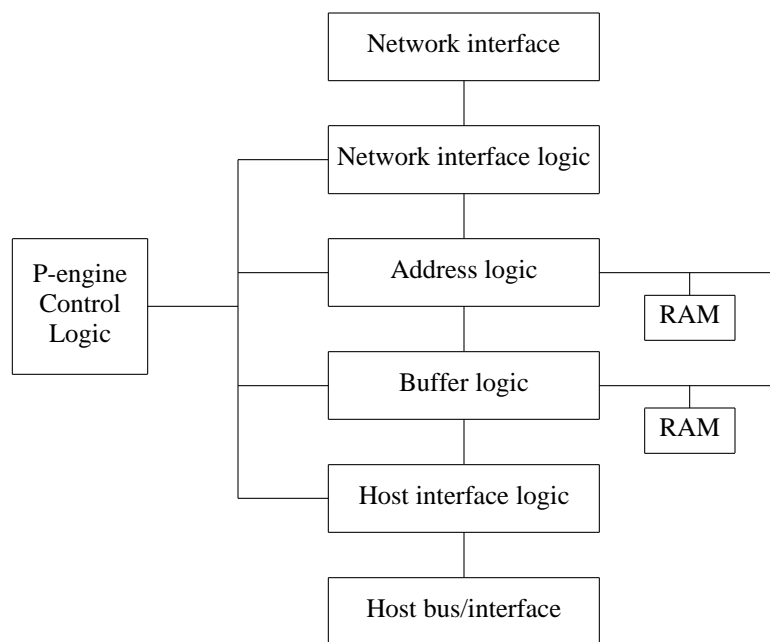 Network interface
Network interface logic
P-engine
Control
Logic
Address logic
RAM
Buffer logic
RAM
Host interface logic
Host bus/interface